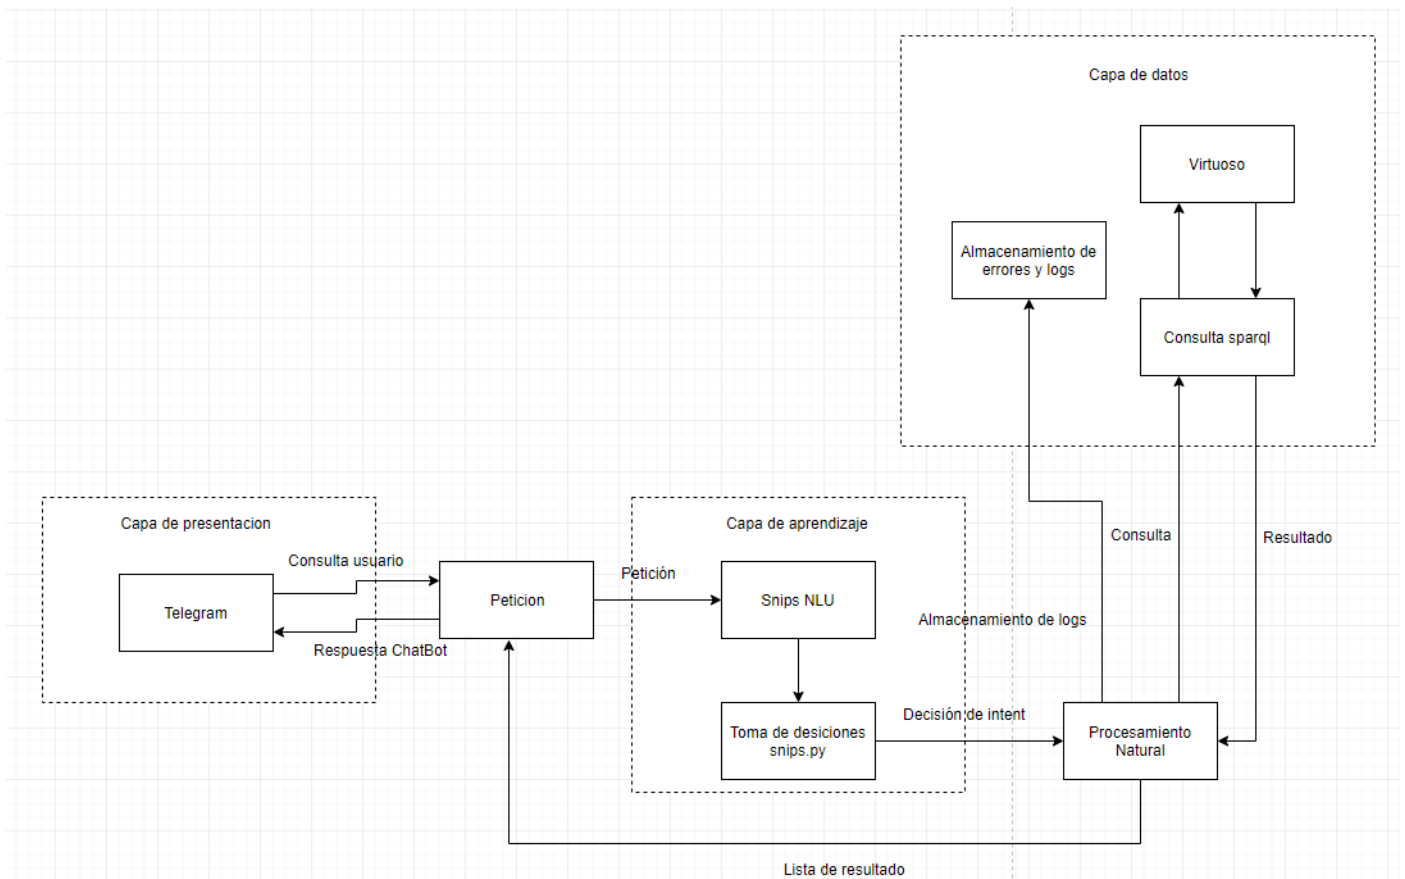 Capa de datos
Virtuoso
Almacenamiento de
errores y logs
Consulta sparql
Consulta
Resultado
Capa de presentacion
Consulta usuario
Telegram
Respuesta ChatBot
Peticion
Petición
Capa de aprendizaje
Snips NLU
Almacenamiento de logs
Toma de desiciones
snips.py
Decisión de intent
Procesamiento
Natural
Lista de resultado